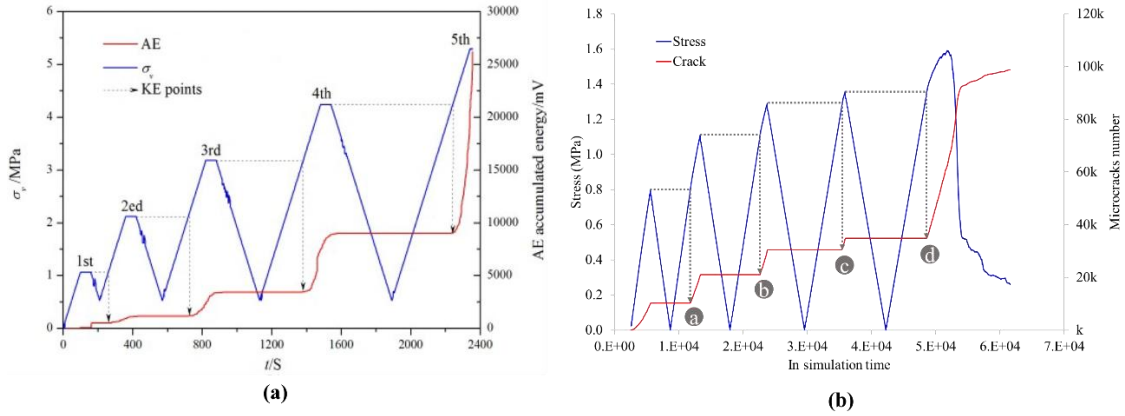 6
5
4
3
2
1
0
σᵥ /MPa
AE
σᵥ
KE points
1st
2ed
3rd
4th
5th
30000
25000
20000
15000
10000
5000
0
AE accumulated energy/mV
0 400 800 1200 1600 2000 2400
t/S
(a)
1.8
1.6
1.4
1.2
1.0
0.8
0.6
0.4
0.2
0.0
Stress (MPa)
Stress
Crack
a
b
c
d
120k
100k
80k
60k
40k
20k
k
Microcracks number
0.E+00 1.E+04 2.E+04 3.E+04 4.E+04 5.E+04 6.E+04 7.E+04
In simulation time
(b)